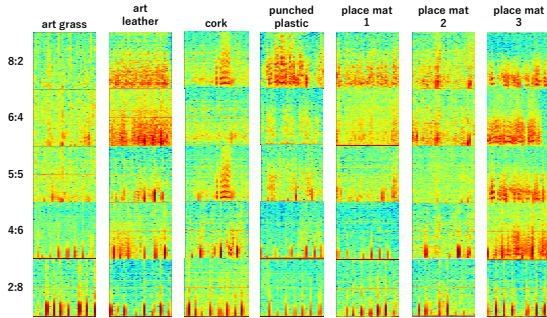 art grass
art leather
cork
punched plastic
place mat 1
place mat 2
place mat 3
8:2
6:4
5:5
4:6
2:8